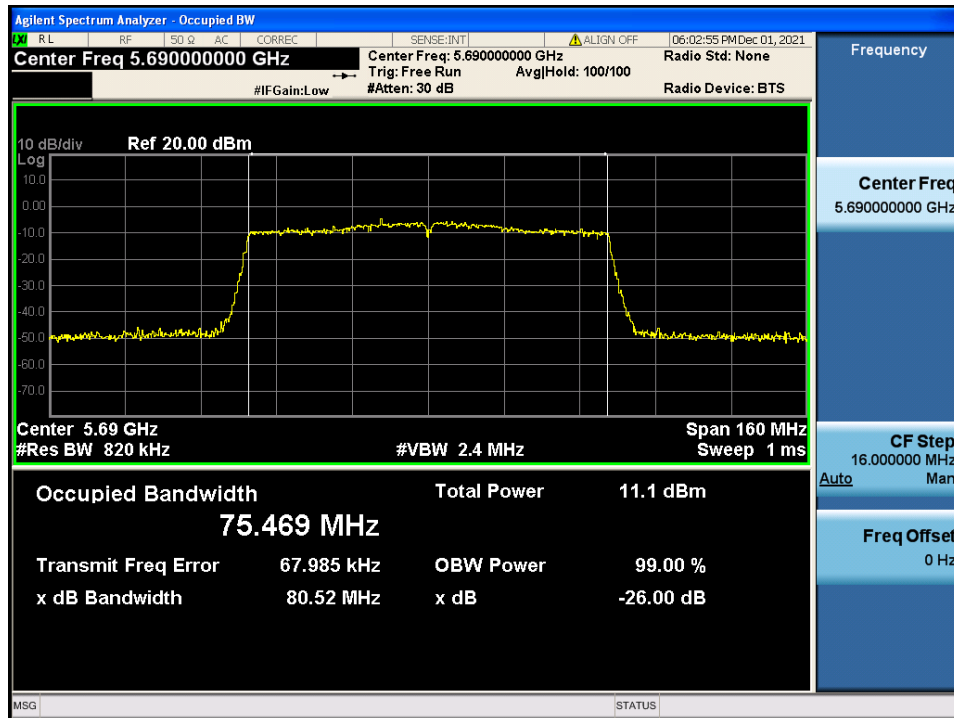 Agilent Spectrum Analyzer - Occupied BW
LXI RL RF 50 Ω AC CORREC SENSE:INT ALIGN OFF 06:02:55 PM Dec 01, 2021
Center Freq 5.690000000 GHz Center Freq: 5.690000000 GHz Radio Std: None
Trig: Free Run Avg|Hold: 100/100
#IFGain:Low #Atten: 30 dB Radio Device: BTS
10 dB/div Ref 20.00 dBm
Log
10.0
0.00
-10.0
-20.0
-30.0
-40.0
-50.0
-60.0
-70.0
Center 5.69 GHz Span 160 MHz
#Res BW 820 kHz #VBW 2.4 MHz Sweep 1 ms
Occupied Bandwidth Total Power 11.1 dBm
75.469 MHz
Transmit Freq Error 67.985 kHz OBW Power 99.00 %
x dB Bandwidth 80.52 MHz x dB -26.00 dB
MSG STATUS
Frequency
Center Freq
5.690000000 GHz
CF Step
16.000000 MHz
Auto Man
Freq Offset
0 Hz